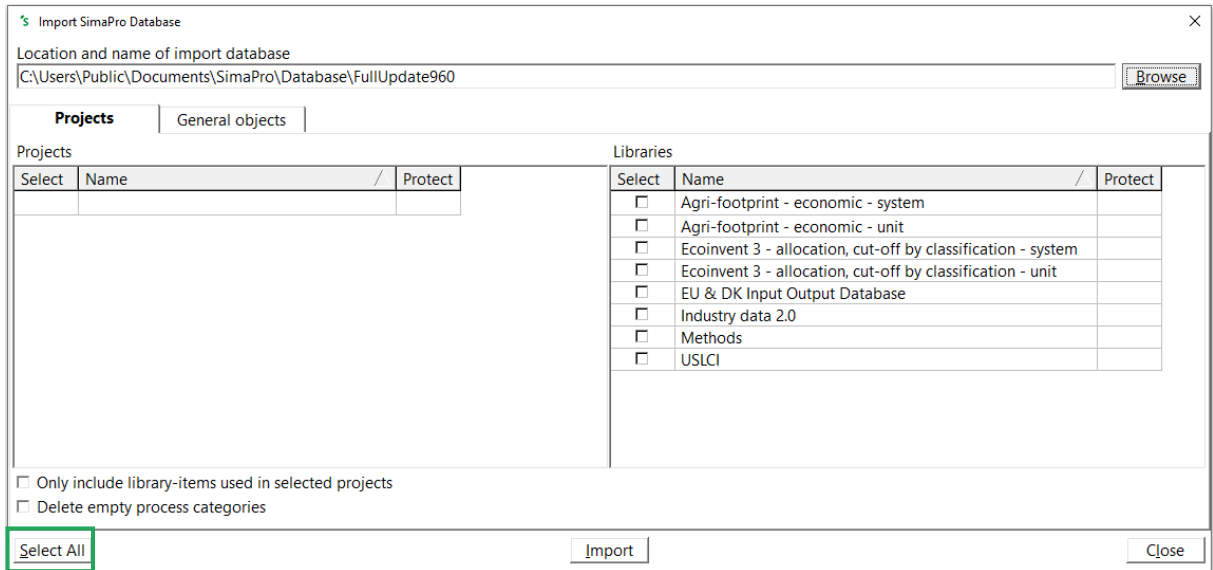 Import SimaPro Database
Location and name of import database
C:\Users\Public\Documents\SimaPro\Database\FullUpdate960
Browse
Projects General objects
Projects
Select Name Protect
Libraries
Select Name Protect
Agri-footprint - economic - system
Agri-footprint - economic - unit
Ecoinvent 3 - allocation, cut-off by classification - system
Ecoinvent 3 - allocation, cut-off by classification - unit
EU & DK Input Output Database
Industry data 2.0
Methods
USLCI
Only include library-items used in selected projects
Delete empty process categories
Select All Import Close